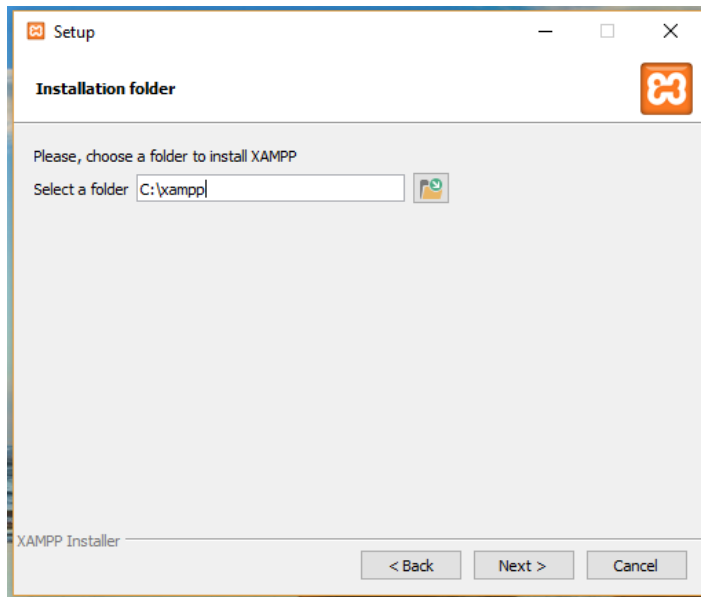 Setup
Installation folder
Please, choose a folder to install XAMPP
Select a folder C:\xampp
XAMPP Installer
< Back Next > Cancel